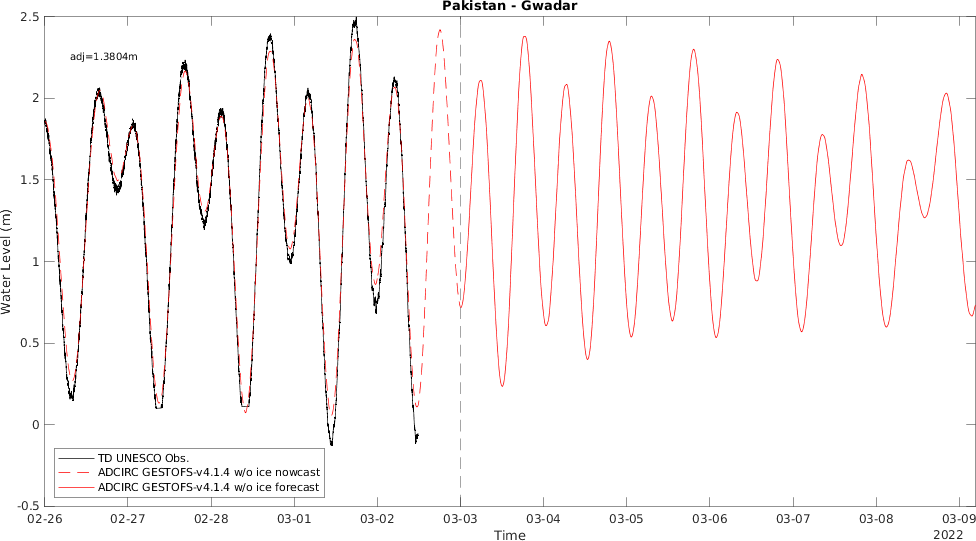 Pakistan - Gwadar
adj=1.3804m
2.5
2
1.5
1
0.5
0
-0.5
Water Level (m)
TD UNESCO Obs.
ADCIRC GESTOFS-v4.1.4 w/o ice nowcast
ADCIRC GESTOFS-v4.1.4 w/o ice forecast
02-26 02-27 02-28 03-01 03-02 03-03 03-04 03-05 03-06 03-07 03-08 03-09
Time
2022